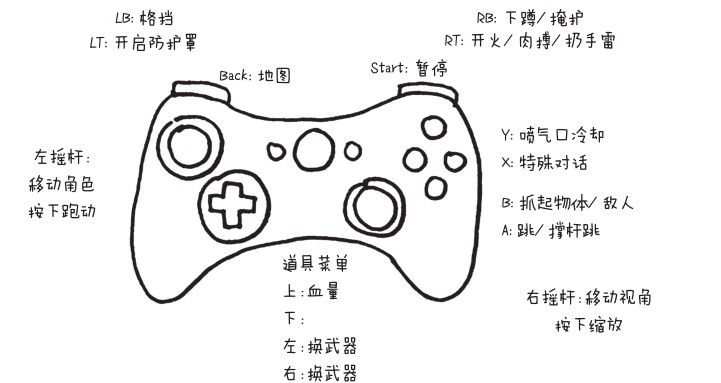 LB: 格挡
RB: 下蹲/ 掩护
LT: 开启防护罩
RT: 开火/ 肉搏/ 扔手雷
Back: 地图
Start: 暂停
左摇杆:
移动角色
按下跑动
Y: 喷气口冷却
X: 特殊对话
B: 抓起物体/ 敌人
A: 跳/ 撑杆跳
道具菜单
上: 血量
下:
左: 换武器
右: 换武器
右摇杆: 移动视角
按下缩放